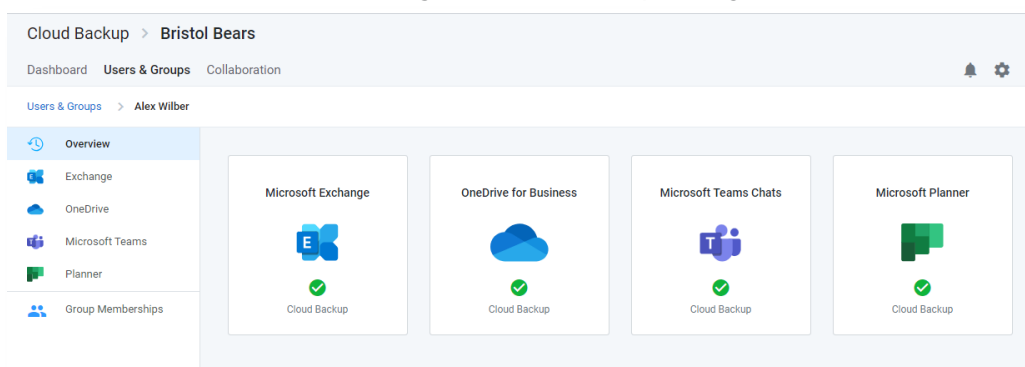 Cloud Backup > Bristol Bears
Dashboard Users & Groups Collaboration
Users & Groups > Alex Wilber
Overview
Exchange
OneDrive
Microsoft Teams
Planner
Group Memberships
Microsoft Exchange
E
Cloud Backup
OneDrive for Business
Cloud Backup
Microsoft Teams Chats
T
Cloud Backup
Microsoft Planner
Cloud Backup